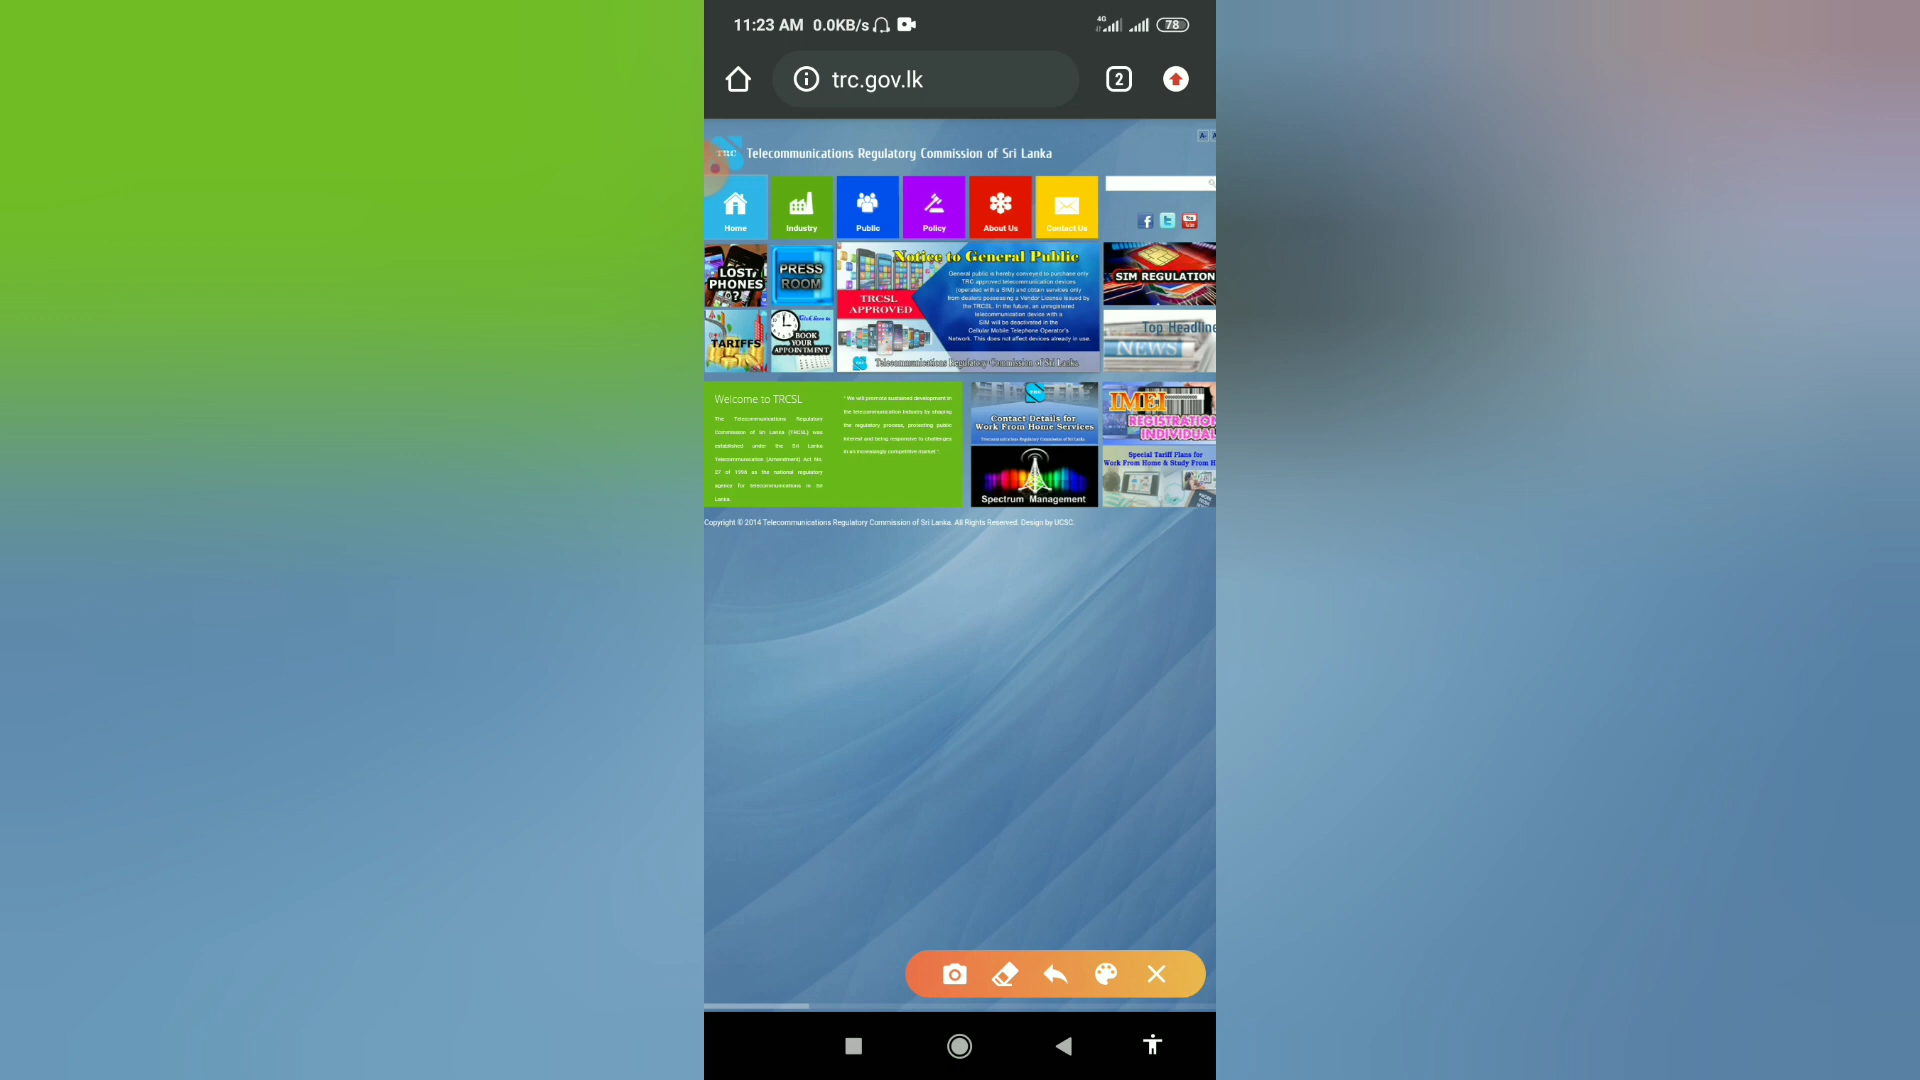 11:23 AM 0.0KB/s
4G
78
trc.gov.lk
2
TRC
Telecommunications Regulatory Commission of Sri Lanka
Home
Industry
Public
Policy
About Us
Contact Us
You
Tube
LOST
PHONES
?
PRESS
ROOM
TARIFFS
Click here to
BOOK
YOUR
APPOINTMENT
Notice to General Public
General public is hereby conveyed to purchase only
TRC approved telecommunication devices
(operated with a SIM) and obtain services only
from dealers possessing a Vendor License issued by
the TRCSL. In the future, an unregistered
telecommunication device with a
SIM will be deactivated in the
Cellular Mobile Telephone Operator's
Network. This does not affect devices already in use.
TRCSL
APPROVED
Telecommunications Regulatory Commission of Sri Lanka
SIM REGULATION
Top Headline
NEWS
Welcome to TRCSL
The Telecommunications Regulatory
Commission of Sri Lanka (TRCSL) was
established under the Sri Lanka
Telecommunication (Amendment) Act No.
27 of 1996 as the national regulatory
agency for telecommunications in Sri
Lanka.
" We will promote sustained development in
the telecommunication industry by shaping
the regulatory process, protecting public
interest and being responsive to challenges
in an increasingly competitive market."
Contact Details for
Work From Home Services
Telecommunications Regulatory Commission of Sri Lanka
Spectrum Management
IMEI
REGISTRATION
INDIVIDUAL
Special Tariff Plans for
Work From Home & Study From H
Copyright © 2014 Telecommunications Regulatory Commission of Sri Lanka. All Rights Reserved. Design by UCSC.